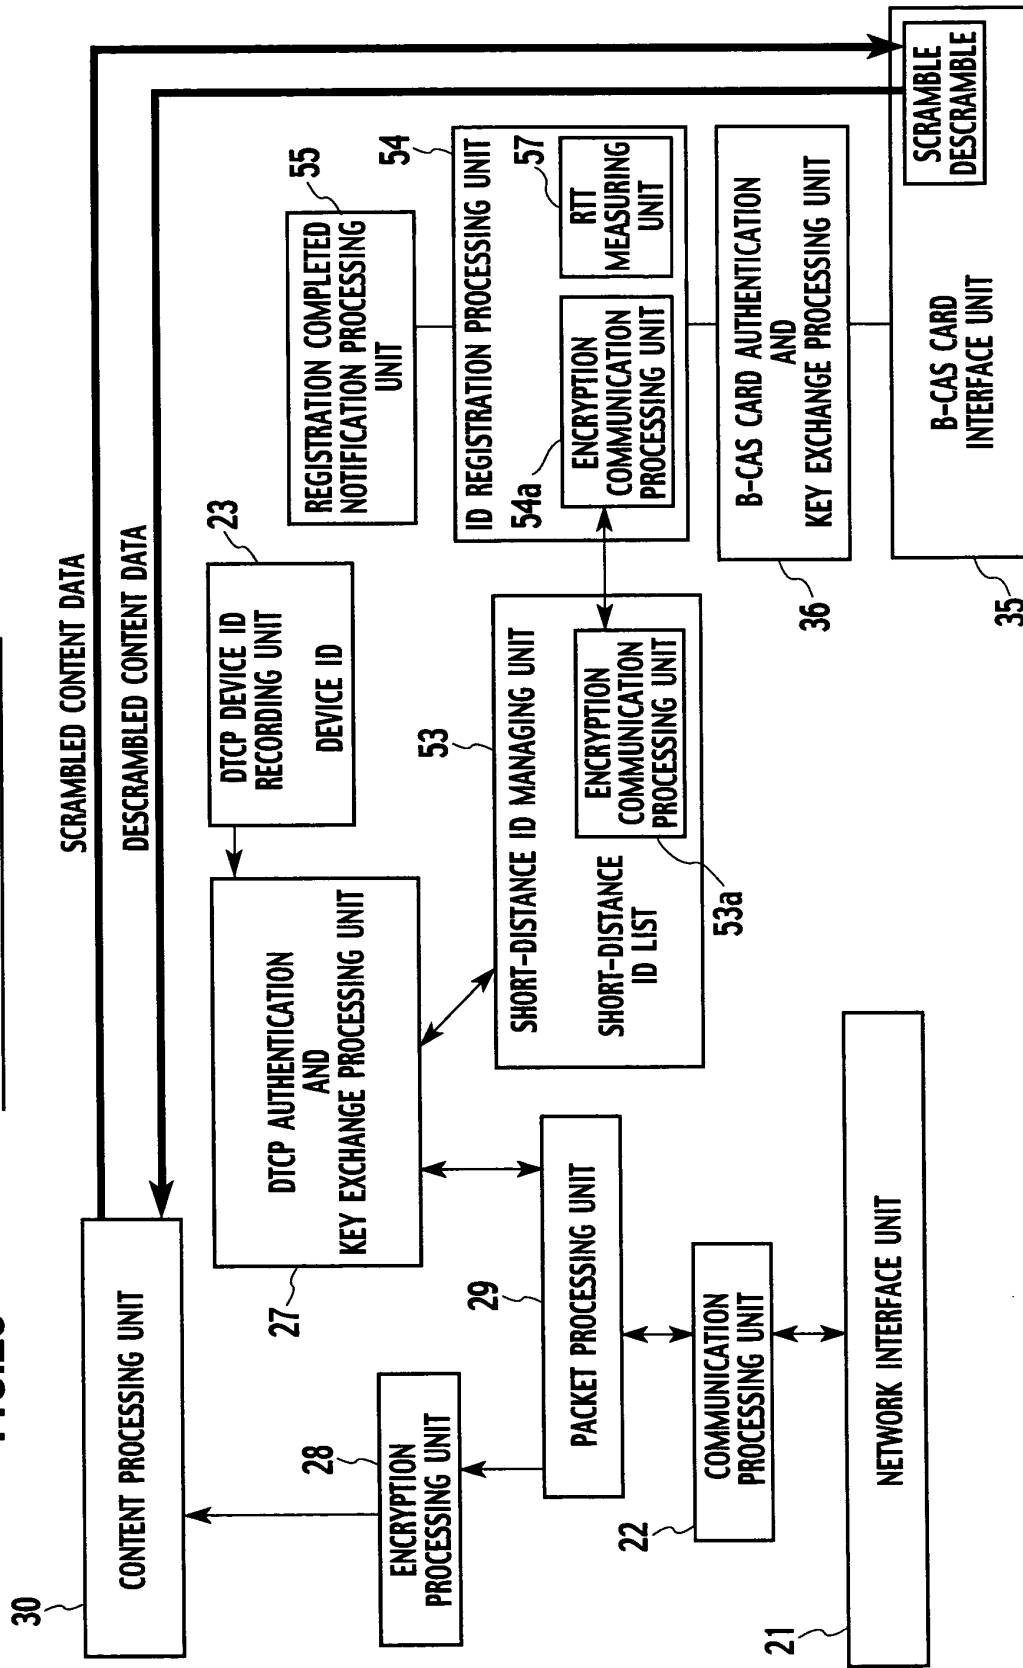 30
CONTENT PROCESSING UNIT
SCRAMBLED CONTENT DATA
DESCRAMBLED CONTENT DATA
28
ENCRYPTION
PROCESSING UNIT
27
DTCP AUTHENTICATION
AND
KEY EXCHANGE PROCESSING UNIT
23
DTCP DEVICE ID
RECORDING UNIT
DEVICE ID
55
REGISTRATION COMPLETED
NOTIFICATION PROCESSING
UNIT
29
PACKET PROCESSING UNIT
53
SHORT-DISTANCE ID MANAGING UNIT
SHORT-DISTANCE
ID LIST
ENCRYPTION
COMMUNICATION
PROCESSING UNIT
53a
54
ID REGISTRATION PROCESSING UNIT
54a
ENCRYPTION
COMMUNICATION
PROCESSING UNIT
57
RTT
MEASURING
UNIT
22
COMMUNICATION
PROCESSING UNIT
36
B-CAS CARD AUTHENTICATION
AND
KEY EXCHANGE PROCESSING UNIT
21
NETWORK INTERFACE UNIT
35
B-CAS CARD
INTERFACE UNIT
SCRAMBLE
DESCRAMBLE